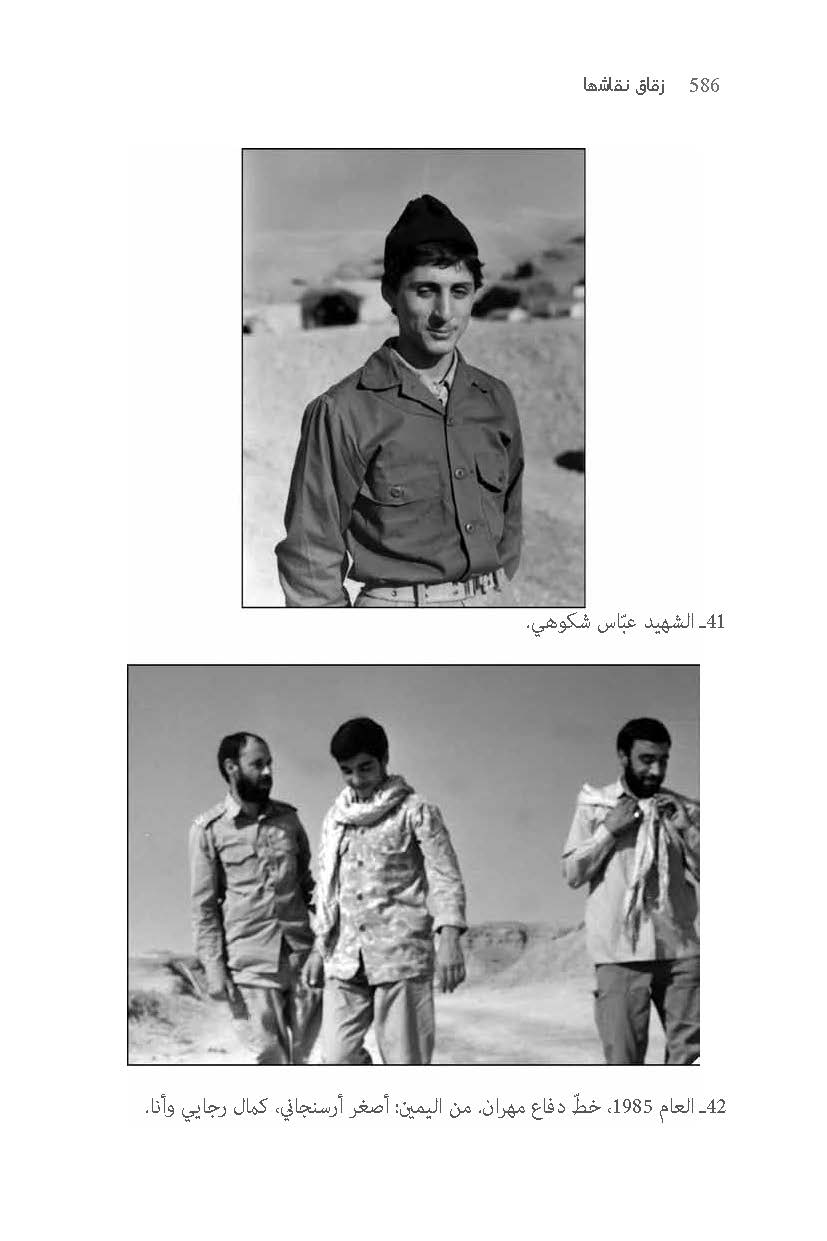 586 زقاق نقاشها
41ـ الشهيد عبّاس شكوهي.
42ـ العام 1985، خطّ دفاع مهران. من اليمين: أصغر أرسنجاني، كمال رجايي وأنا.